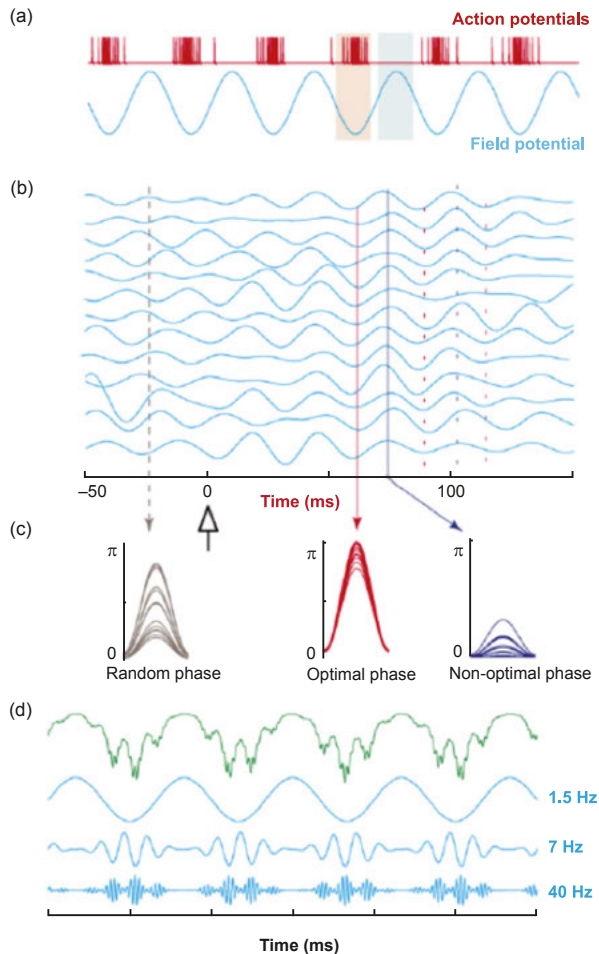 (a)
Action potentials
Field potential
(b)
–50 0 100
Time (ms)
(c)
π π π
0 0 0
Random phase Optimal phase Non-optimal phase
(d)
1.5 Hz
7 Hz
40 Hz
Time (ms)